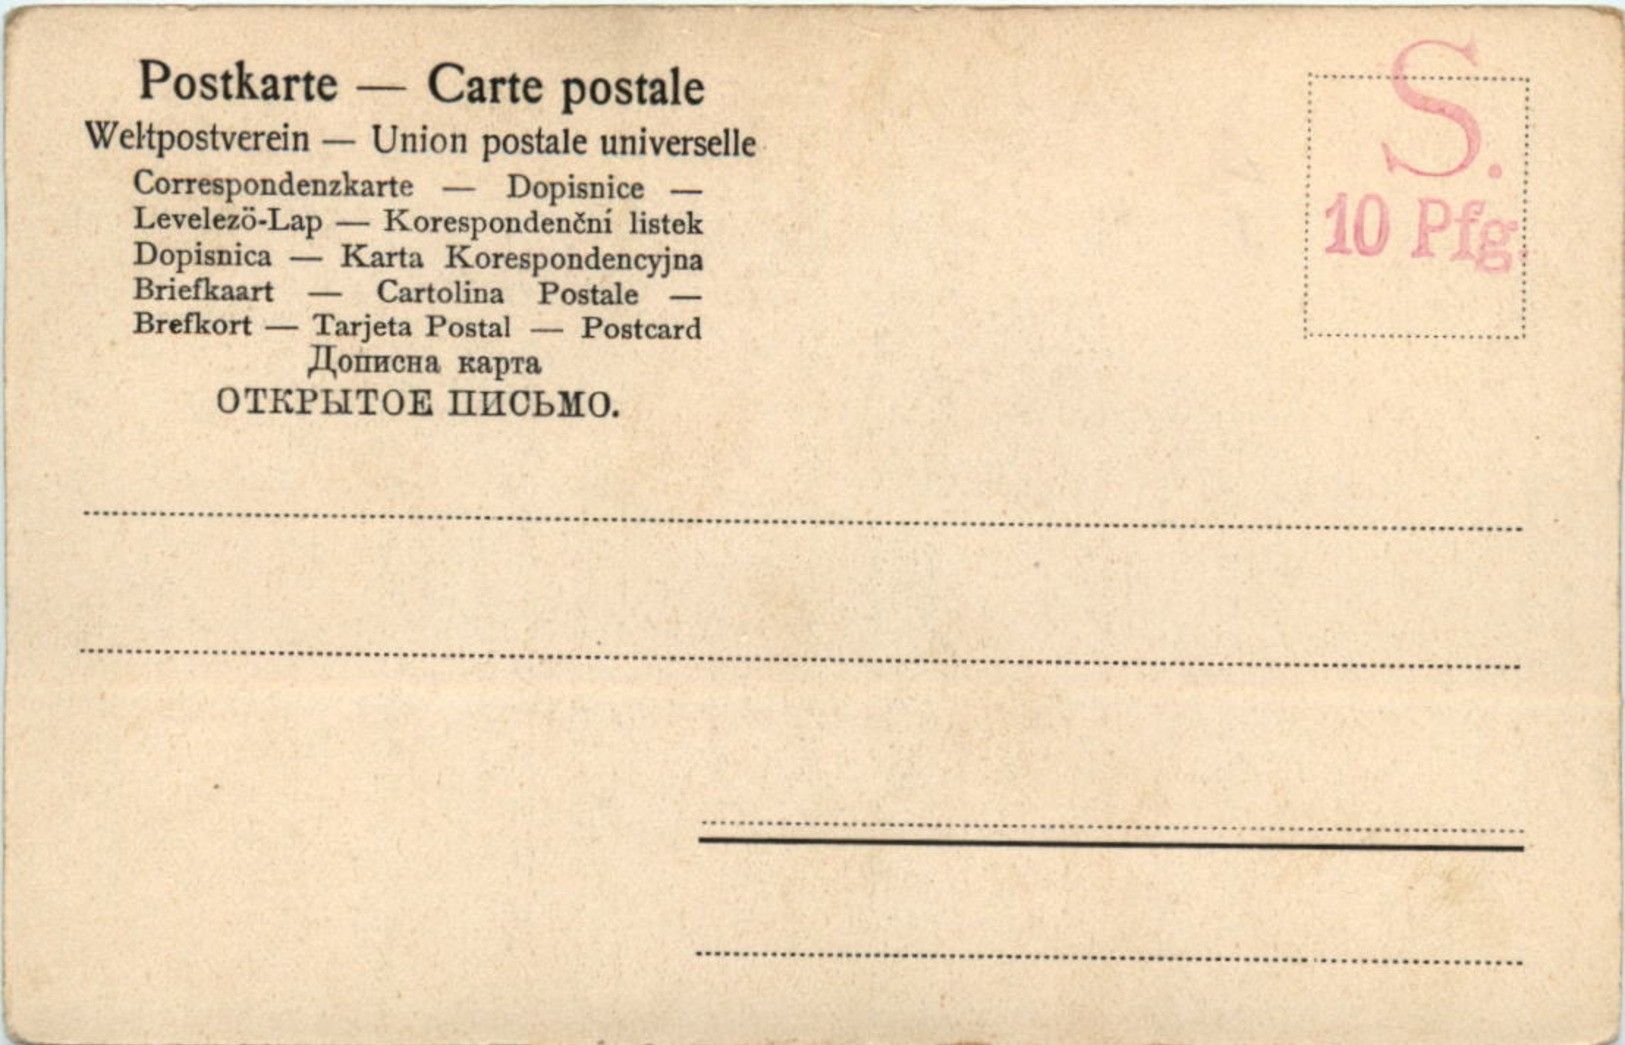 Postkarte — Carte postale
Weltpostverein — Union postale universelle
Correspondenzkarte — Dopisnice —
Levelezö-Lap — Korespondenční listek
Dopisnica — Karta Korespondencyjna
Briefkaart — Cartolina Postale —
Brefkort — Tarjeta Postal — Postcard
Дописна карта
ОТКРЫТОЕ ПИСЬМО.
S.
10 Pfg.